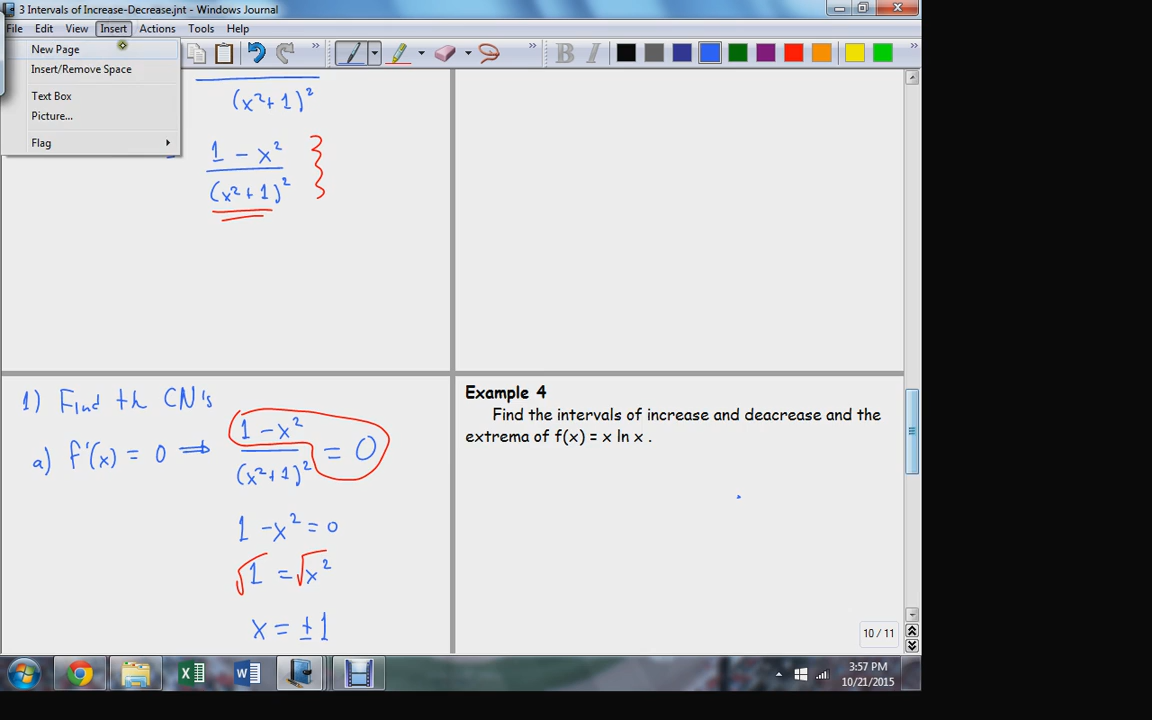 3 Intervals of Increase-Decrease.jnt - Windows Journal
File Edit View Insert Actions Tools Help
New Page
Insert/Remove Space
Text Box
Picture...
Flag
B I
(x²+1)²
1 - x²
(x²+1)²
1) Find th CN's
a) f'(x) = 0 ⇒ 1-x² / (x²+1)² = 0
1 - x² = 0
√1 = √x²
x = ±1
Example 4
Find the intervals of increase and deacrease and the
extrema of f(x) = x ln x .
10 / 11
3:57 PM
10/21/2015